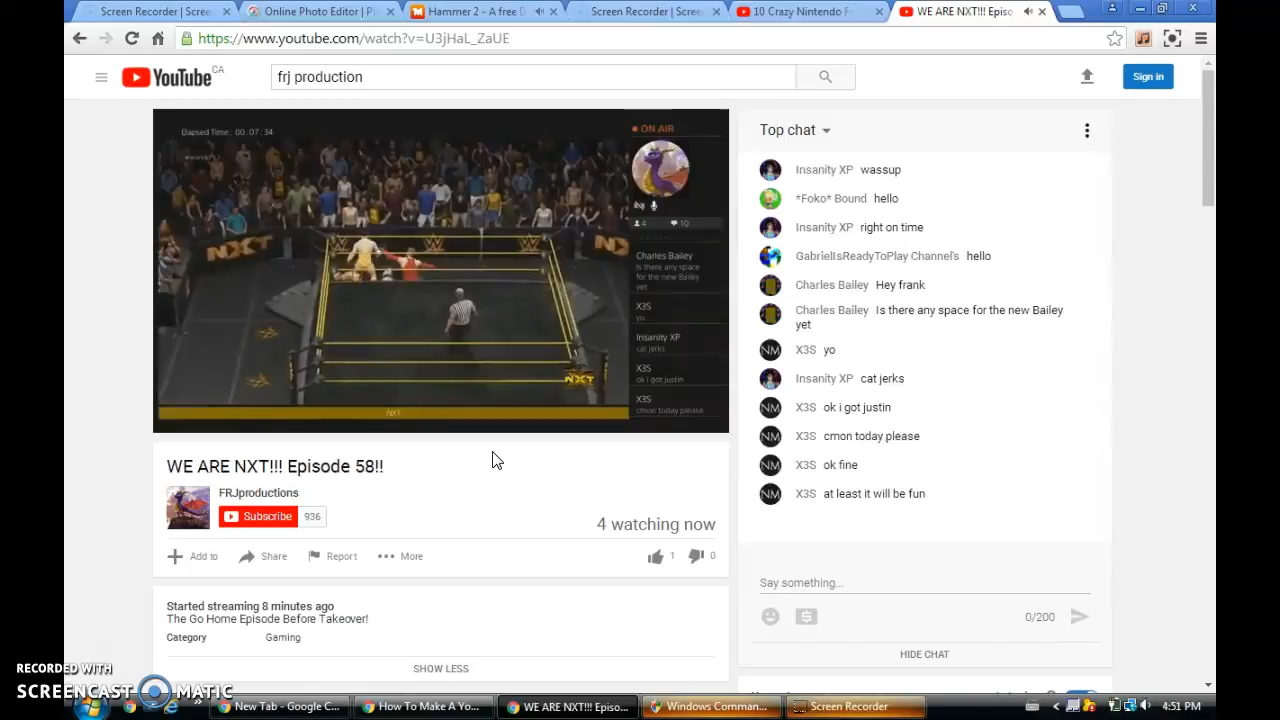 Screen Recorder | Screen
Online Photo Editor | Pi
Hammer 2 - A free D
Screen Recorder | Screen
10 Crazy Nintendo F
WE ARE NXT!!! Episo
https://www.youtube.com/watch?v=U3jHaL_ZaUE
YouTube CA
frj production
Sign in
Elapsed Time : 00:07:34
ON AIR
4 10
NXT
Charles Bailey
Is there any space
for the new Bailey
yet
X3S
yo
Insanity XP
cat jerks
X3S
ok i got justin
X3S
cmon today please
NXT
NXT
Top chat
Insanity XP wassup
*Foko* Bound hello
Insanity XP right on time
GabrielIsReadyToPlay Channel's hello
Charles Bailey Hey frank
Charles Bailey Is there any space for the new Bailey
yet
NM X3S yo
Insanity XP cat jerks
NM X3S ok i got justin
NM X3S cmon today please
NM X3S ok fine
NM X3S at least it will be fun
WE ARE NXT!!! Episode 58!!
FRJproductions
Subscribe 936
4 watching now
Add to Share Report More
1 0
Started streaming 8 minutes ago
The Go Home Episode Before Takeover!
Category Gaming
SHOW LESS
Say something...
0/200
HIDE CHAT
RECORDED WITH
SCREENCAST MATIC
New Tab - Google C...
How To Make A Yo...
WE ARE NXT!!! Episo...
Windows Comman...
Screen Recorder
4:51 PM